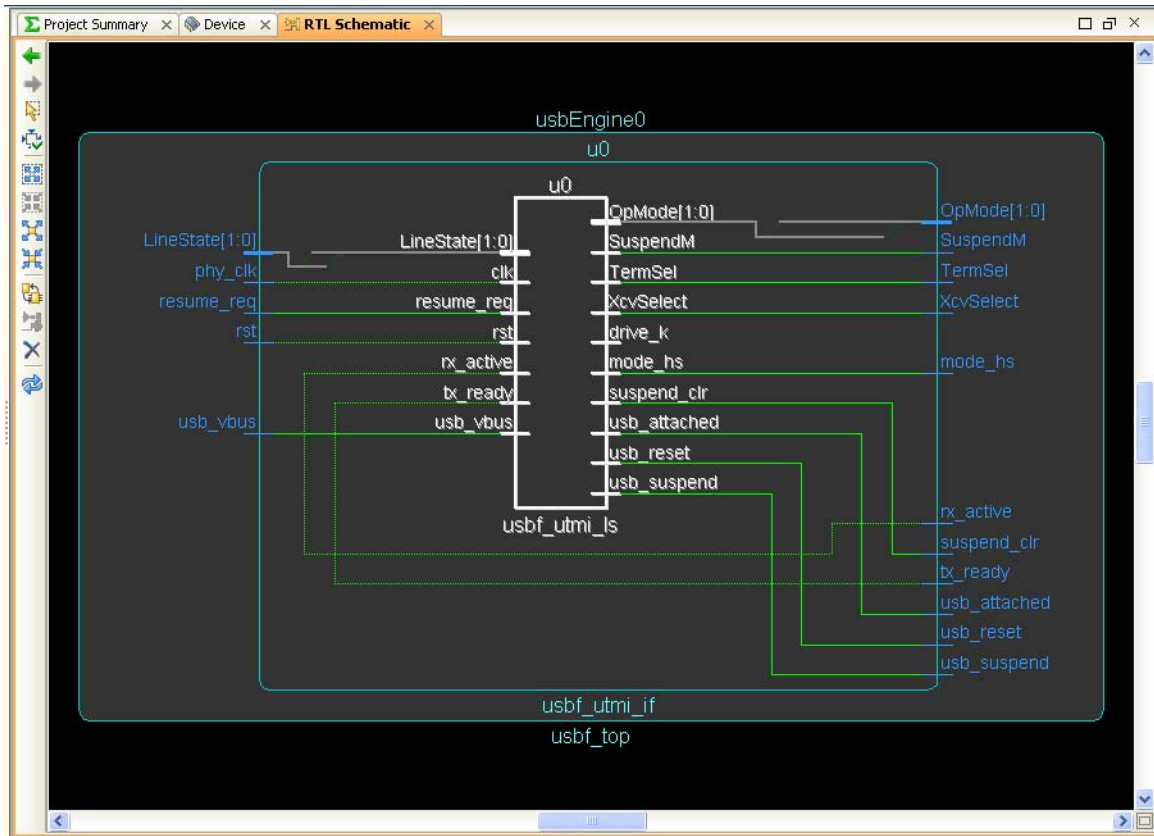 Project Summary
Device
RTL Schematic
usbEngine0
u0
u0
LineState[1:0]
phy_clk
resume_req
rst
usb_vbus
LineState[1:0]
clk
resume_req
rst
rx_active
tx_ready
usb_vbus
OpMode[1:0]
SuspendM
TermSel
XcvSelect
drive_k
mode_hs
suspend_clr
usb_attached
usb_reset
usb_suspend
usbf_utmi_ls
OpMode[1:0]
SuspendM
TermSel
XcvSelect
mode_hs
rx_active
suspend_clr
tx_ready
usb_attached
usb_reset
usb_suspend
usbf_utmi_if
usbf_top